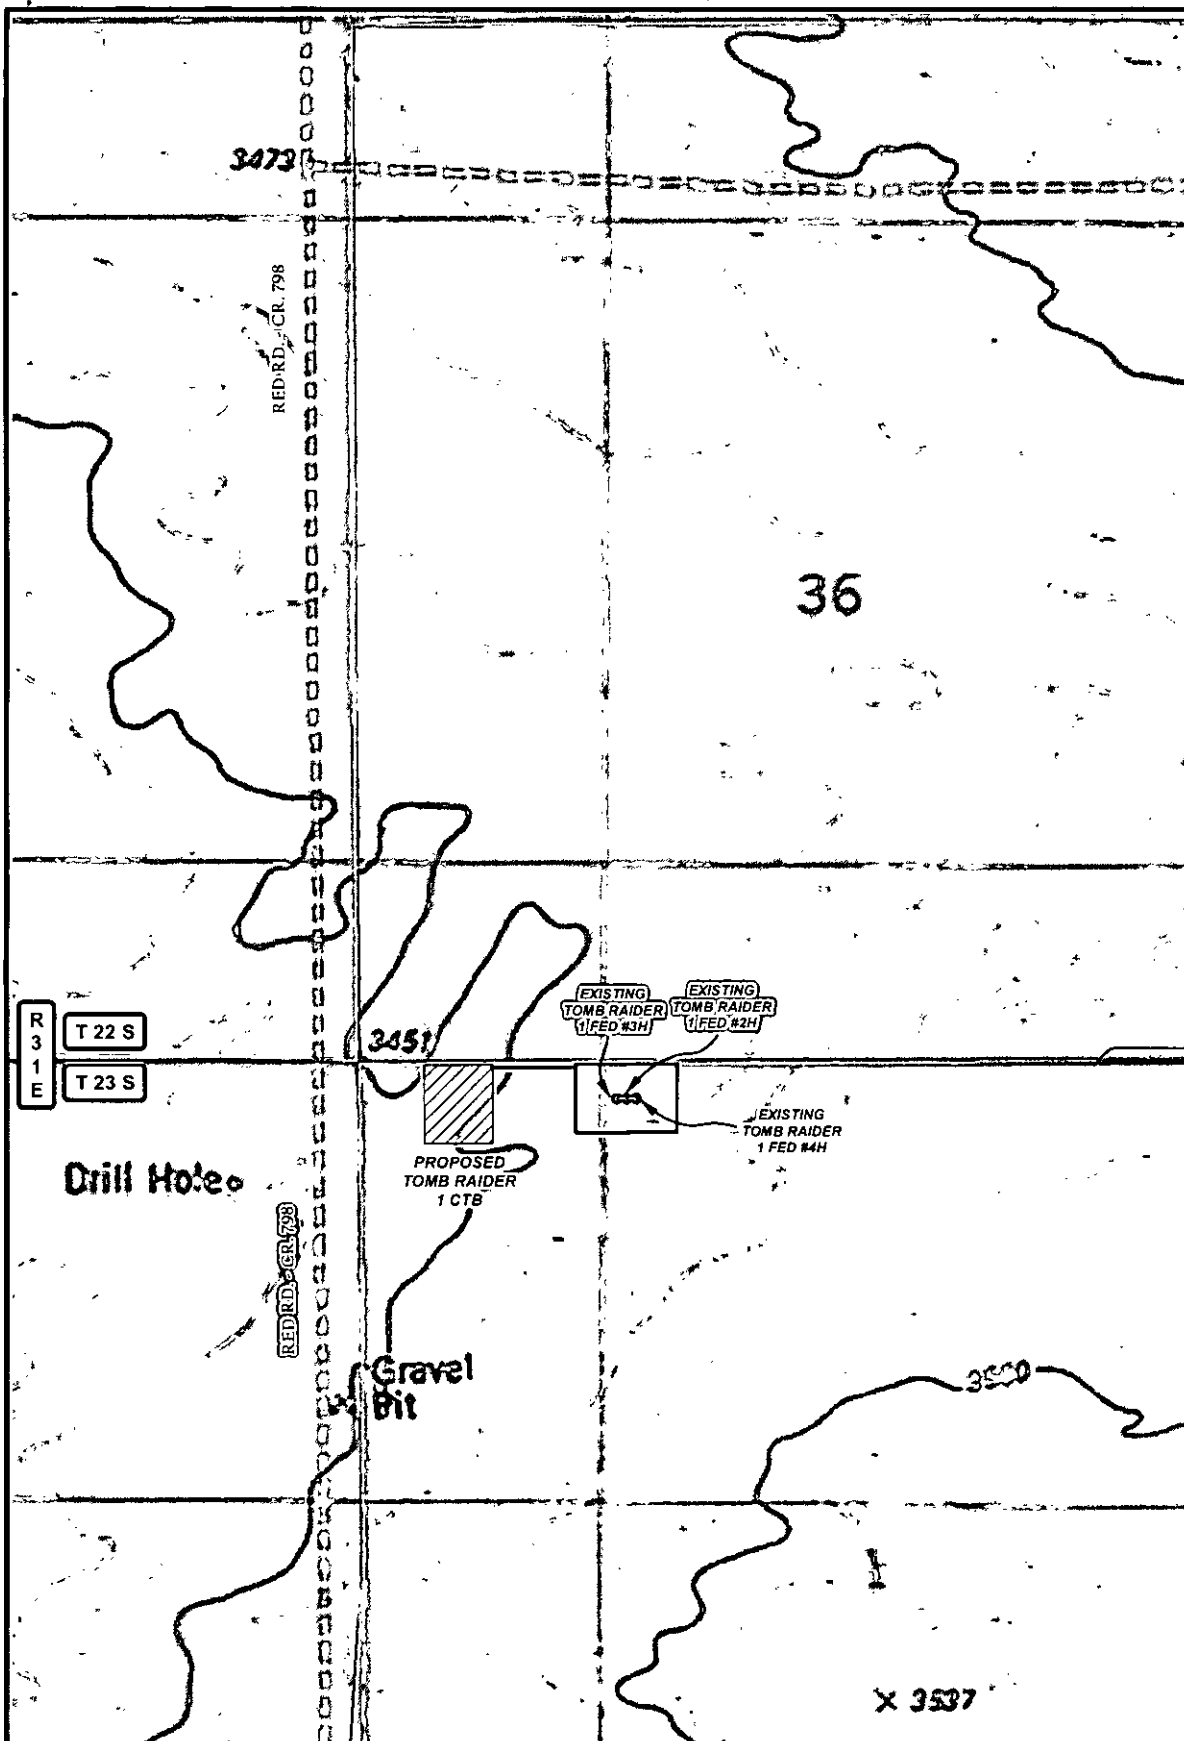 3473
RED RD. - CR. 798
36
EXISTING
TOMB RAIDER
1 FED #3H
EXISTING
TOMB RAIDER
1 FED #2H
R
3
1
E
T 22 S
3451
T 23 S
EXISTING
TOMB RAIDER
1 FED #4H
PROPOSED
TOMB RAIDER
1 CTB
Drill Hole
RED RD. - CR. 798
Gravel
Pit
X 3537